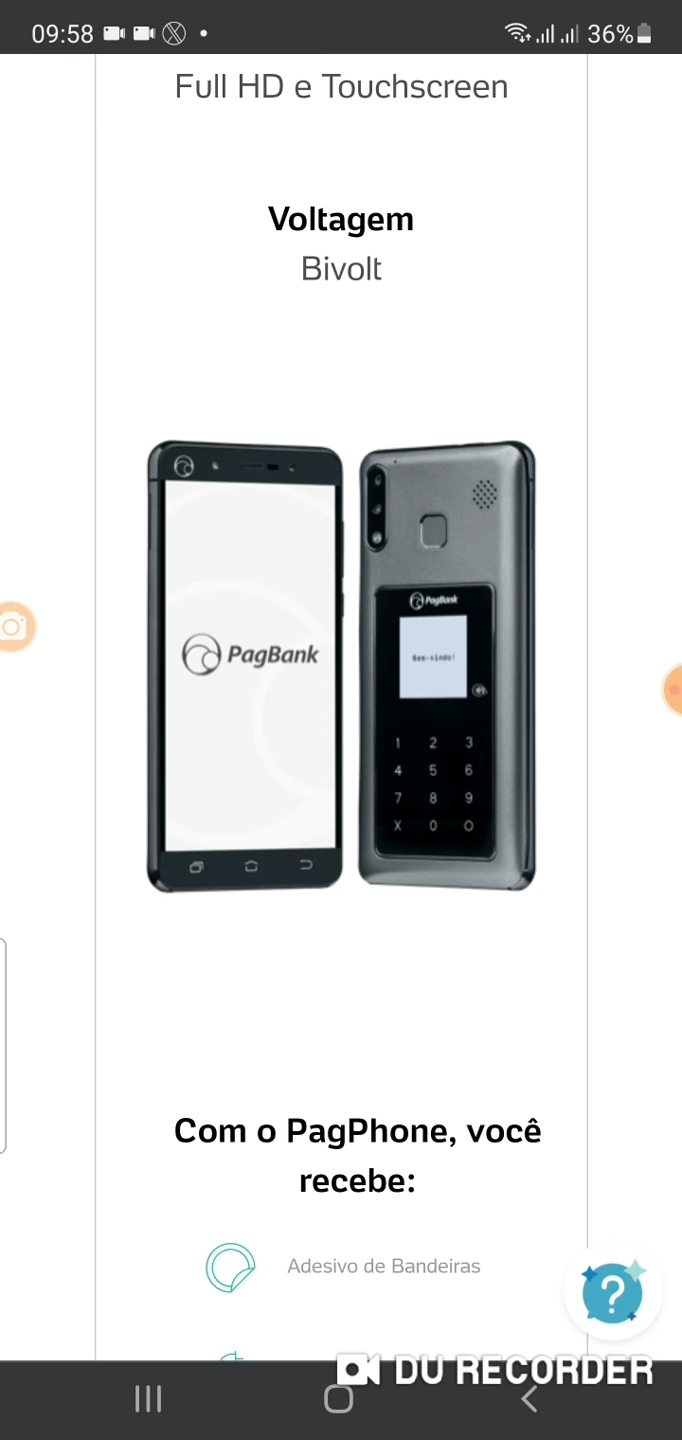 09:58
36%
Full HD e Touchscreen
Voltagem
Bivolt
PagBank
PagBank
Bem-vindo!
1 2 3
4 5 6
7 8 9
X 0 O
Com o PagPhone, você
recebe:
Adesivo de Bandeiras
?
DU RECORDER